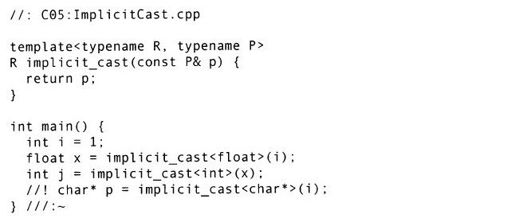 //: C05:ImplicitCast.cpp
template<typename R, typename P>
R implicit_cast(const P& p) {
return p;
}
int main() {
int i = 1;
float x = implicit_cast<float>(i);
int j = implicit_cast<int>(x);
//! char* p = implicit_cast<char*>(i);
} ///:~